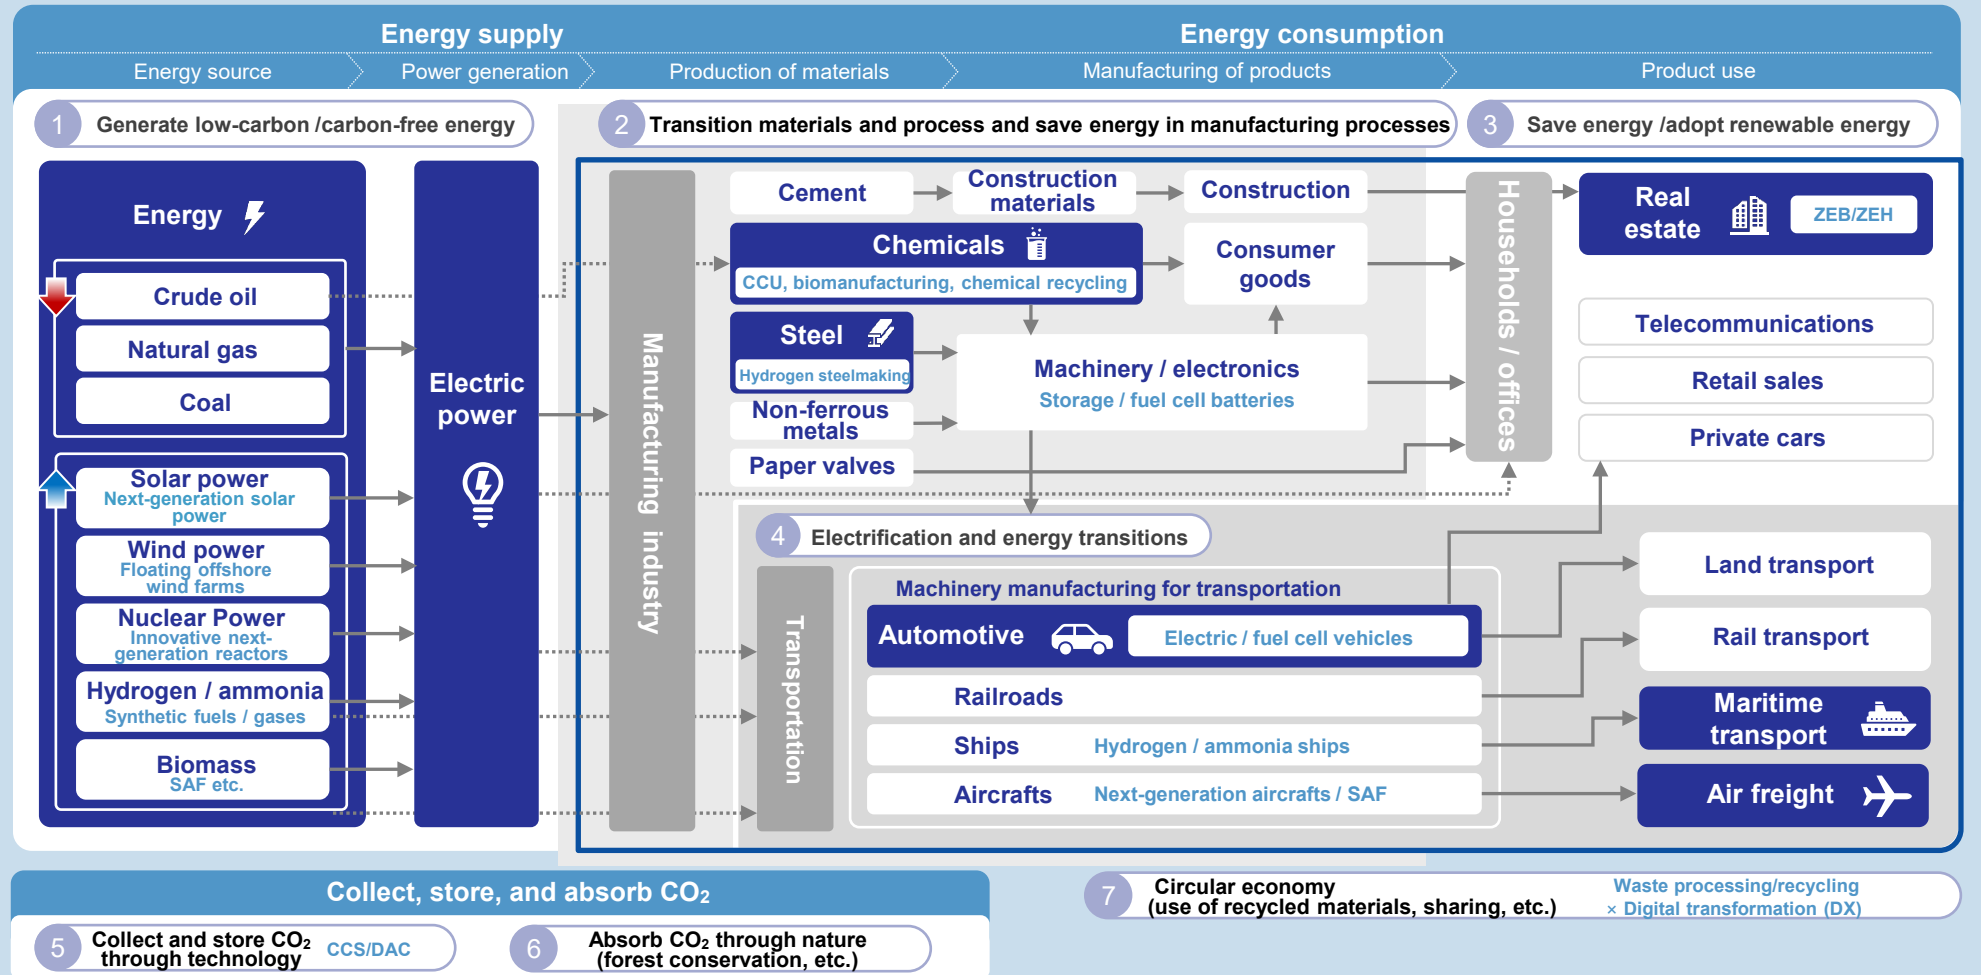 Energy supply
Energy consumption
Energy source
Power generation
Production of materials
Manufacturing of products
Product use
1 Generate low-carbon /carbon-free energy
2 Transition materials and process and save energy in manufacturing processes
3 Save energy /adopt renewable energy
Energy
Crude oil
Natural gas
Coal
Solar power
Next-generation solar
power
Wind power
Floating offshore
wind farms
Nuclear Power
Innovative next-
generation reactors
Hydrogen / ammonia
Synthetic fuels / gases
Biomass
SAF etc.
Electric
power
Manufacturing industry
Cement
Construction
materials
Construction
Chemicals
CCU, biomanufacturing, chemical recycling
Consumer
goods
Steel
Hydrogen steelmaking
Machinery / electronics
Storage / fuel cell batteries
Non-ferrous
metals
Paper valves
Households / offices
Real
estate
ZEB/ZEH
Telecommunications
Retail sales
Private cars
4 Electrification and energy transitions
Transportation
Machinery manufacturing for transportation
Automotive
Electric / fuel cell vehicles
Railroads
Ships
Hydrogen / ammonia ships
Aircrafts
Next-generation aircrafts / SAF
Land transport
Rail transport
Maritime
transport
Air freight
Collect, store, and absorb CO₂
5 Collect and store CO₂
through technology
CCS/DAC
6 Absorb CO₂ through nature
(forest conservation, etc.)
7 Circular economy
(use of recycled materials, sharing, etc.)
Waste processing/recycling
× Digital transformation (DX)